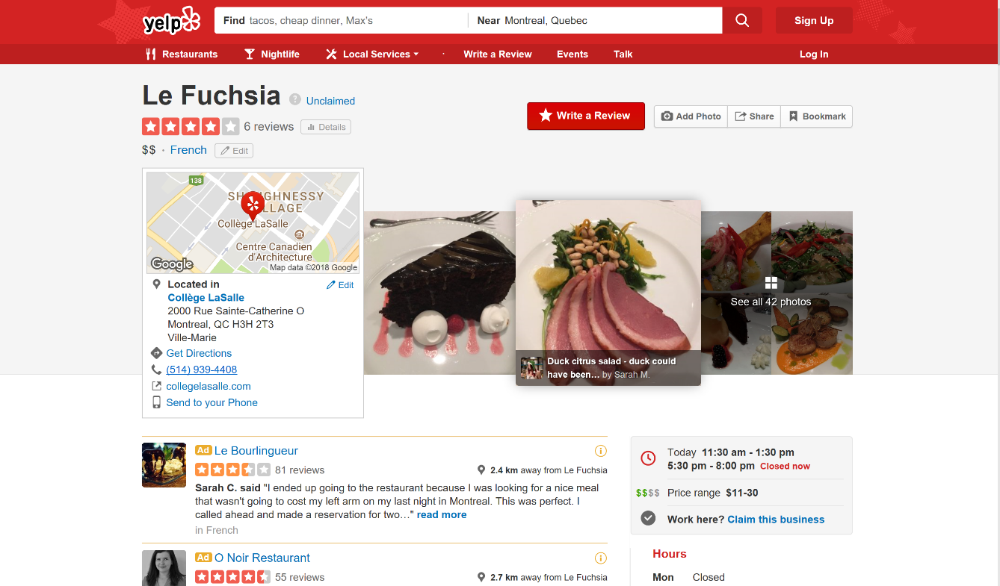 yelp
Find tacos, cheap dinner, Max's
Near Montreal, Quebec
Sign Up
Restaurants
Nightlife
Local Services
·
Write a Review
Events
Talk
Log In
Le Fuchsia
?
Unclaimed
6 reviews
Details
Write a Review
Add Photo
Share
Bookmark
$$ · French
Edit
138
Collège LaSalle
Centre Canadien
d'Architecture
Google
Map data ©2018 Google
Located in
Edit
Collège LaSalle
2000 Rue Sainte-Catherine O
Montreal, QC H3H 2T3
Ville-Marie
Get Directions
(514) 939-4408
collegelasalle.com
Send to your Phone
Duck citrus salad - duck could
have been… by Sarah M.
See all 42 photos
Ad Le Bourlingueur
81 reviews
2.4 km away from Le Fuchsia
Sarah C. said "I ended up going to the restaurant because I was looking for a nice meal
that wasn't going to cost my left arm on my last night in Montreal. This was perfect. I
called ahead and made a reservation for two…" read more
in French
Ad O Noir Restaurant
55 reviews
2.7 km away from Le Fuchsia
Today 11:30 am - 1:30 pm
5:30 pm - 8:00 pm Closed now
$$$$ Price range $11-30
Work here? Claim this business
Hours
Mon Closed